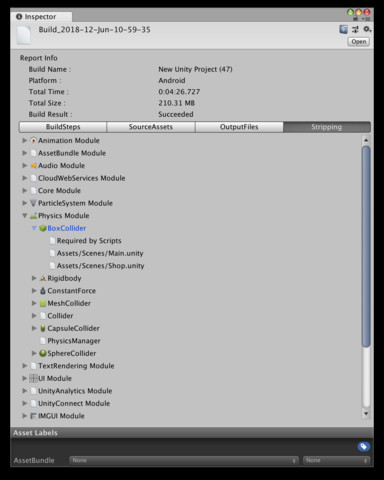 Inspector
Build_2018-12-Jun-10-59-35
Open
Report Info
Build Name : New Unity Project (47)
Platform : Android
Total Time : 0:04:26.727
Total Size : 210.31 MB
Build Result : Succeeded
BuildSteps SourceAssets OutputFiles Stripping
Animation Module
AssetBundle Module
Audio Module
CloudWebServices Module
Core Module
ParticleSystem Module
Physics Module
BoxCollider
Required by Scripts
Assets/Scenes/Main.unity
Assets/Scenes/Shop.unity
Rigidbody
ConstantForce
MeshCollider
Collider
CapsuleCollider
PhysicsManager
SphereCollider
TextRendering Module
UI Module
UnityAnalytics Module
UnityConnect Module
IMGUI Module
Asset Labels
AssetBundle None None